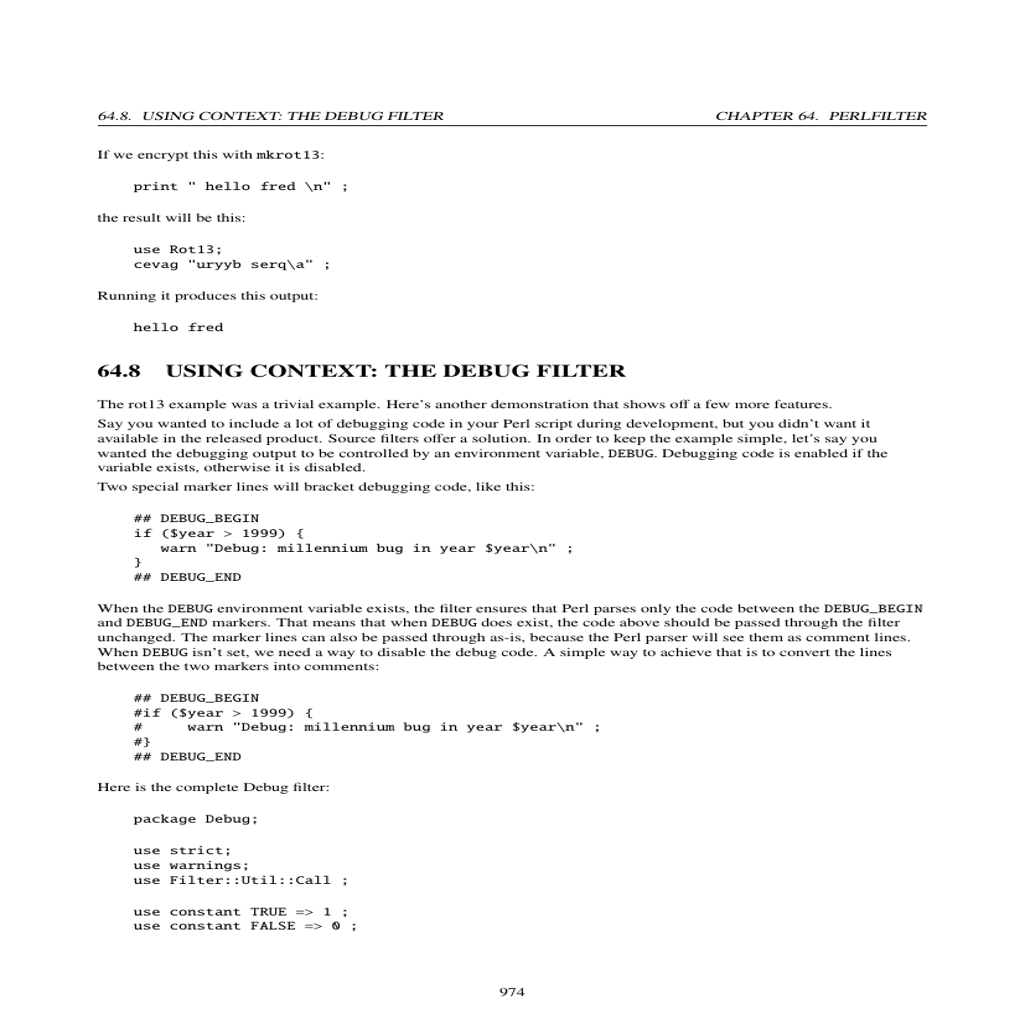 64.8. USING CONTEXT: THE DEBUG FILTER CHAPTER 64. PERLFILTER
If we encrypt this with mkrot13:
print " hello fred \n" ;
the result will be this:
use Rot13;
cevag "uryyb serq\a" ;
Running it produces this output:
hello fred
64.8 USING CONTEXT: THE DEBUG FILTER
The rot13 example was a trivial example. Here's another demonstration that shows off a few more features.
Say you wanted to include a lot of debugging code in your Perl script during development, but you didn't want it
available in the released product. Source filters offer a solution. In order to keep the example simple, let's say you
wanted the debugging output to be controlled by an environment variable, DEBUG. Debugging code is enabled if the
variable exists, otherwise it is disabled.
Two special marker lines will bracket debugging code, like this:
## DEBUG_BEGIN
if ($year > 1999) {
   warn "Debug: millennium bug in year $year\n" ;
}
## DEBUG_END
When the DEBUG environment variable exists, the filter ensures that Perl parses only the code between the DEBUG_BEGIN
and DEBUG_END markers. That means that when DEBUG does exist, the code above should be passed through the filter
unchanged. The marker lines can also be passed through as-is, because the Perl parser will see them as comment lines.
When DEBUG isn't set, we need a way to disable the debug code. A simple way to achieve that is to convert the lines
between the two markers into comments:
## DEBUG_BEGIN
#if ($year > 1999) {
#     warn "Debug: millennium bug in year $year\n" ;
#}
## DEBUG_END
Here is the complete Debug filter:
package Debug;
use strict;
use warnings;
use Filter::Util::Call ;
use constant TRUE => 1 ;
use constant FALSE => 0 ;
974